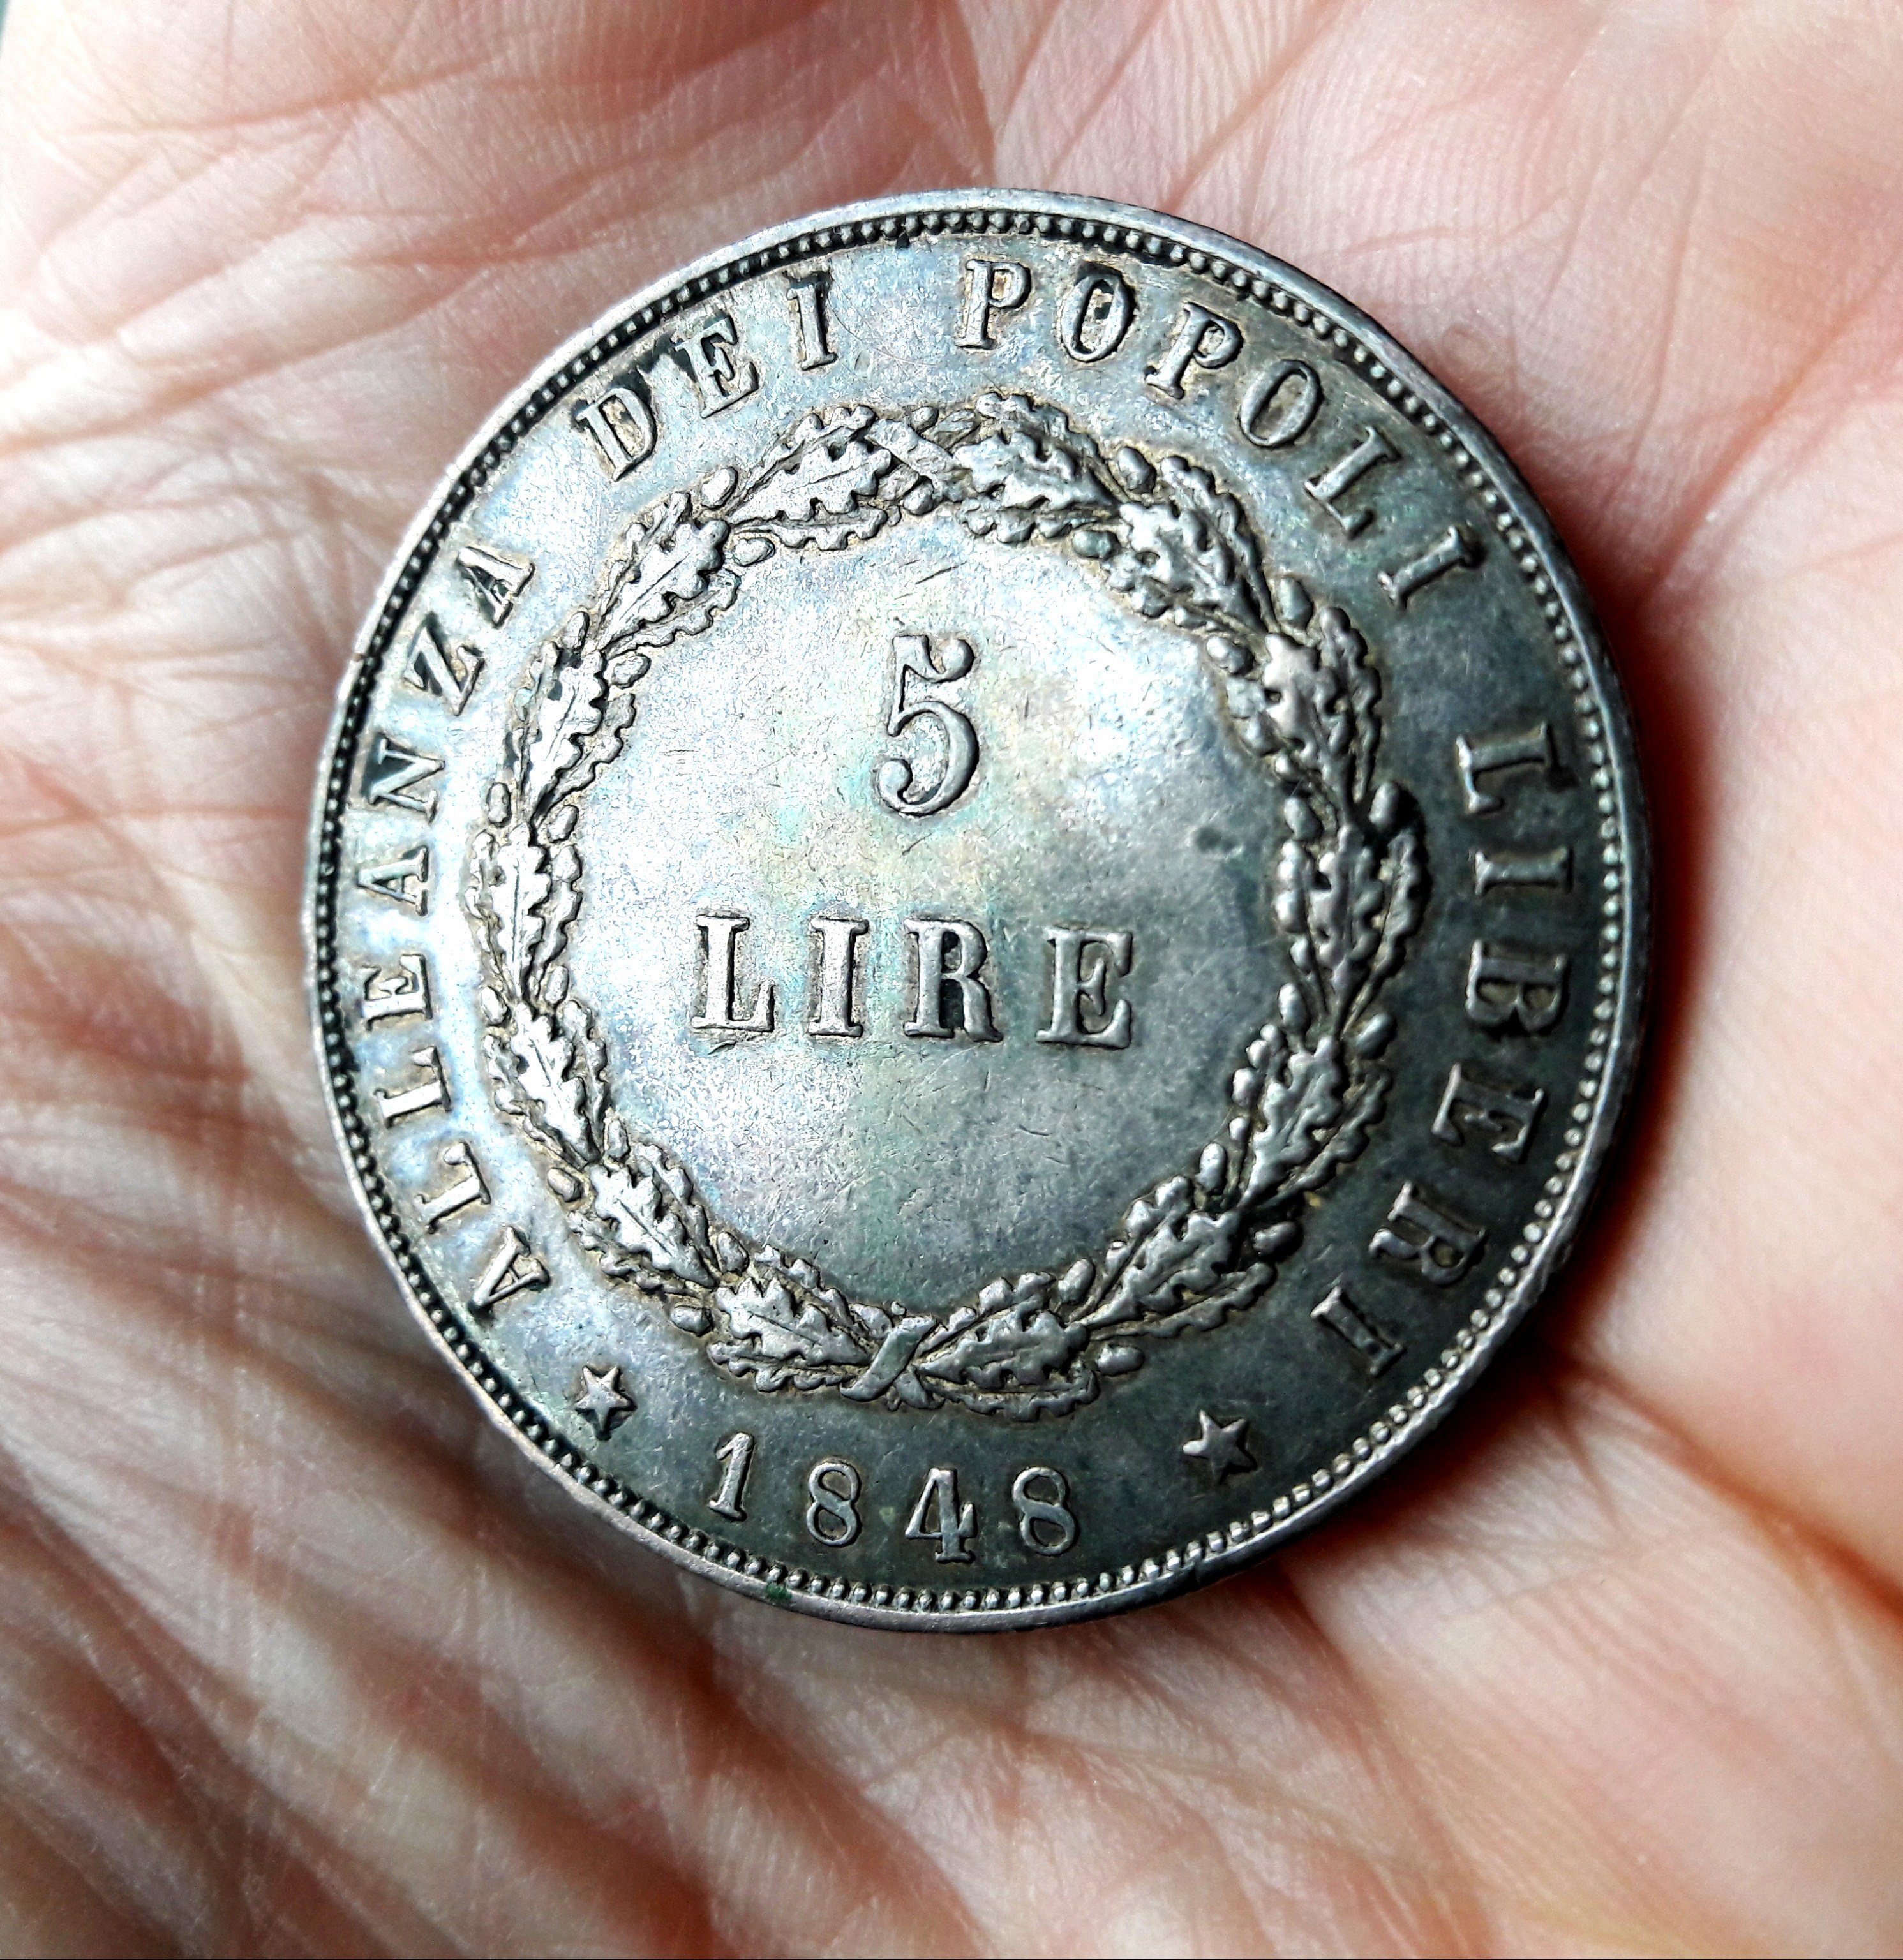 ALLEANZA DEI POPOLI LIBERI
5
LIRE
1848